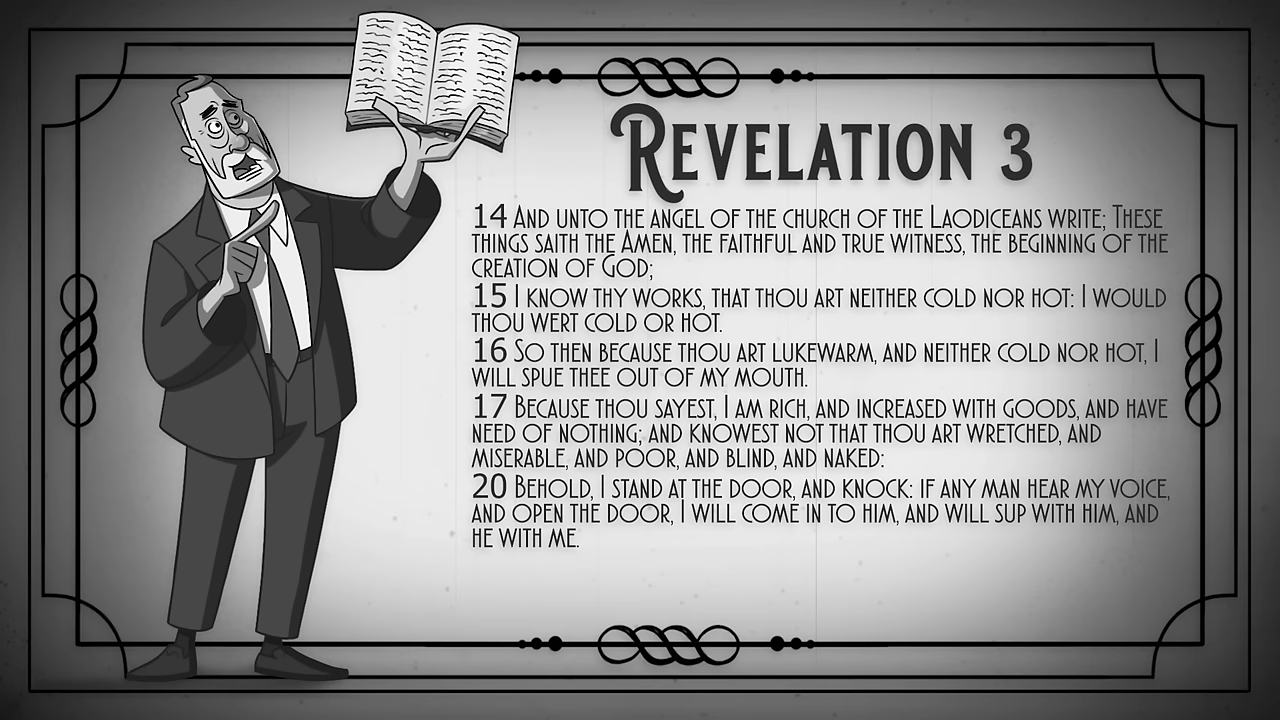 Revelation 3
14 And unto the angel of the church of the Laodiceans write; These
things saith the Amen, the faithful and true witness, the beginning of the
creation of God;
15 I know thy works, that thou art neither cold nor hot: I would
thou wert cold or hot.
16 So then because thou art lukewarm, and neither cold nor hot, I
will spue thee out of my mouth.
17 Because thou sayest, I am rich, and increased with goods, and have
need of nothing; and knowest not that thou art wretched, and
miserable, and poor, and blind, and naked:
20 Behold, I stand at the door, and knock: if any man hear my voice,
and open the door, I will come in to him, and will sup with him, and
he with me.